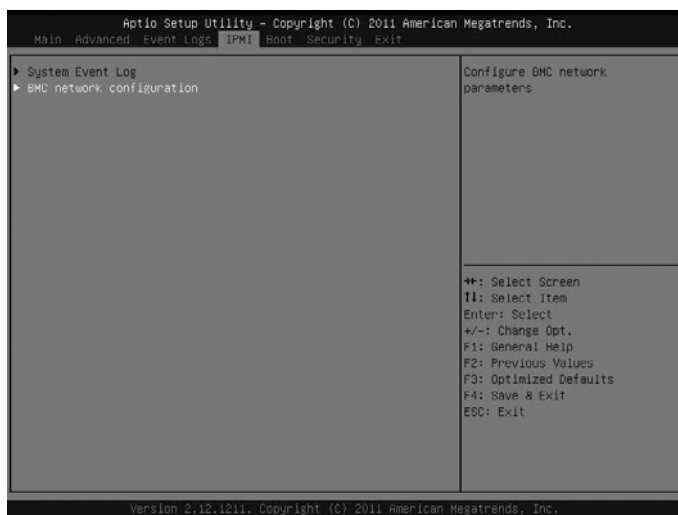 Aptio Setup Utility – Copyright (C) 2011 American Megatrends, Inc.
Main Advanced Event Logs IPMI Boot Security Exit
▶ System Event Log
▶ BMC network configuration
Configure BMC network
parameters
→←: Select Screen
↑↓: Select Item
Enter: Select
+/-: Change Opt.
F1: General Help
F2: Previous Values
F3: Optimized Defaults
F4: Save & Exit
ESC: Exit
Version 2.12.1211. Copyright (C) 2011 American Megatrends, Inc.